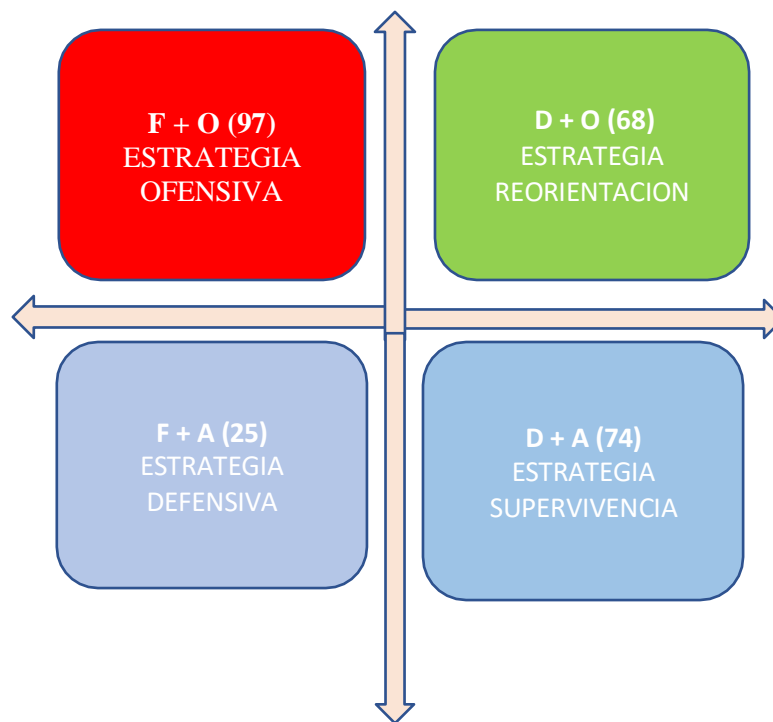 F + O (97)
ESTRATEGIA
OFENSIVA
D + O (68)
ESTRATEGIA
REORIENTACION
F + A (25)
ESTRATEGIA
DEFENSIVA
D + A (74)
ESTRATEGIA
SUPERVIVENCIA